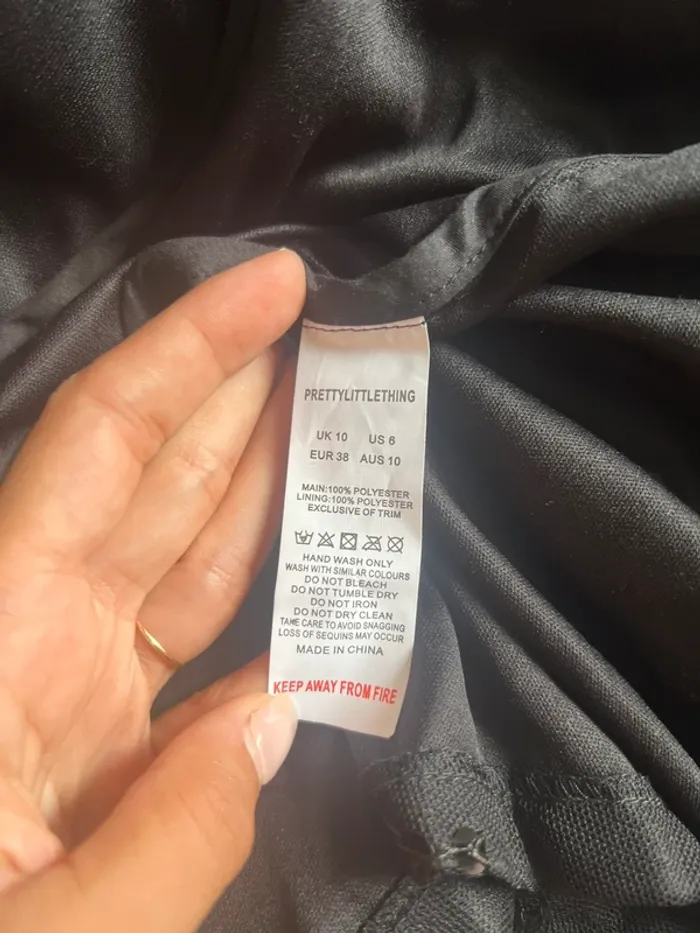 PRETTYLITTLETHING
UK 10 US 6
EUR 38 AUS 10
MAIN:100% POLYESTER
LINING:100% POLYESTER
EXCLUSIVE OF TRIM
HAND WASH ONLY
WASH WITH SIMILAR COLOURS
DO NOT BLEACH
DO NOT TUMBLE DRY
DO NOT IRON
DO NOT DRY CLEAN
TAKE CARE TO AVOID SNAGGING
LOSS OF SEQUINS MAY OCCUR
MADE IN CHINA
KEEP AWAY FROM FIRE